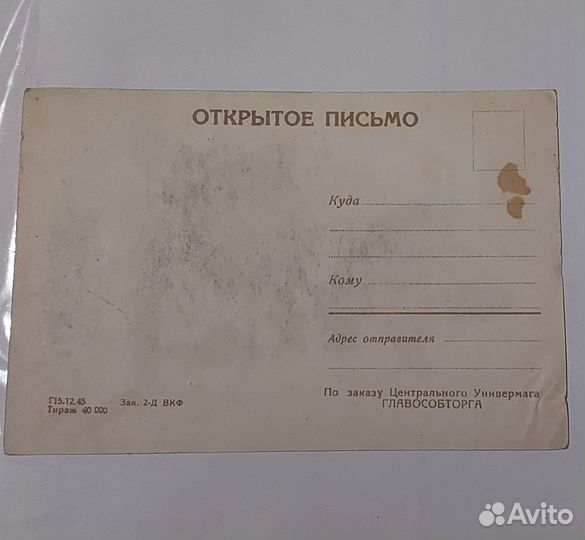 ОТКРЫТОЕ ПИСЬМО
Куда
Кому
Адрес отправителя
По заказу Центрального Универмага
ГЛАВОСОБТОРГА
Г15.12.45 Зак. 2-Д ВКФ
Тираж 40 000
Avito